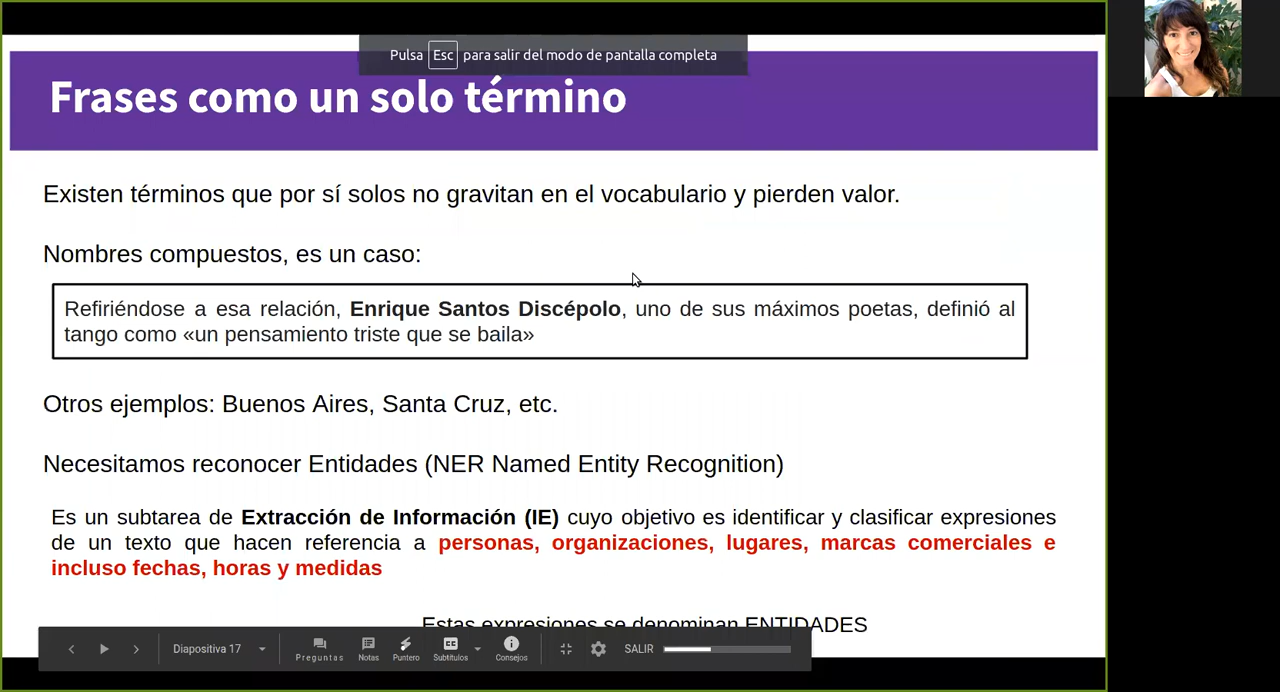 Pulsa Esc para salir del modo de pantalla completa
Frases como un solo término
Existen términos que por sí solos no gravitan en el vocabulario y pierden valor.
Nombres compuestos, es un caso:
Refiriéndose a esa relación, Enrique Santos Discépolo, uno de sus máximos poetas, definió al
tango como «un pensamiento triste que se baila»
Otros ejemplos: Buenos Aires, Santa Cruz, etc.
Necesitamos reconocer Entidades (NER Named Entity Recognition)
Es un subtarea de Extracción de Información (IE) cuyo objetivo es identificar y clasificar expresiones
de un texto que hacen referencia a personas, organizaciones, lugares, marcas comerciales e
incluso fechas, horas y medidas
Estas expresiones se denominan ENTIDADES
Diapositiva 17
Preguntas
Notas
Puntero
CC
Subtítulos
Consejos
SALIR